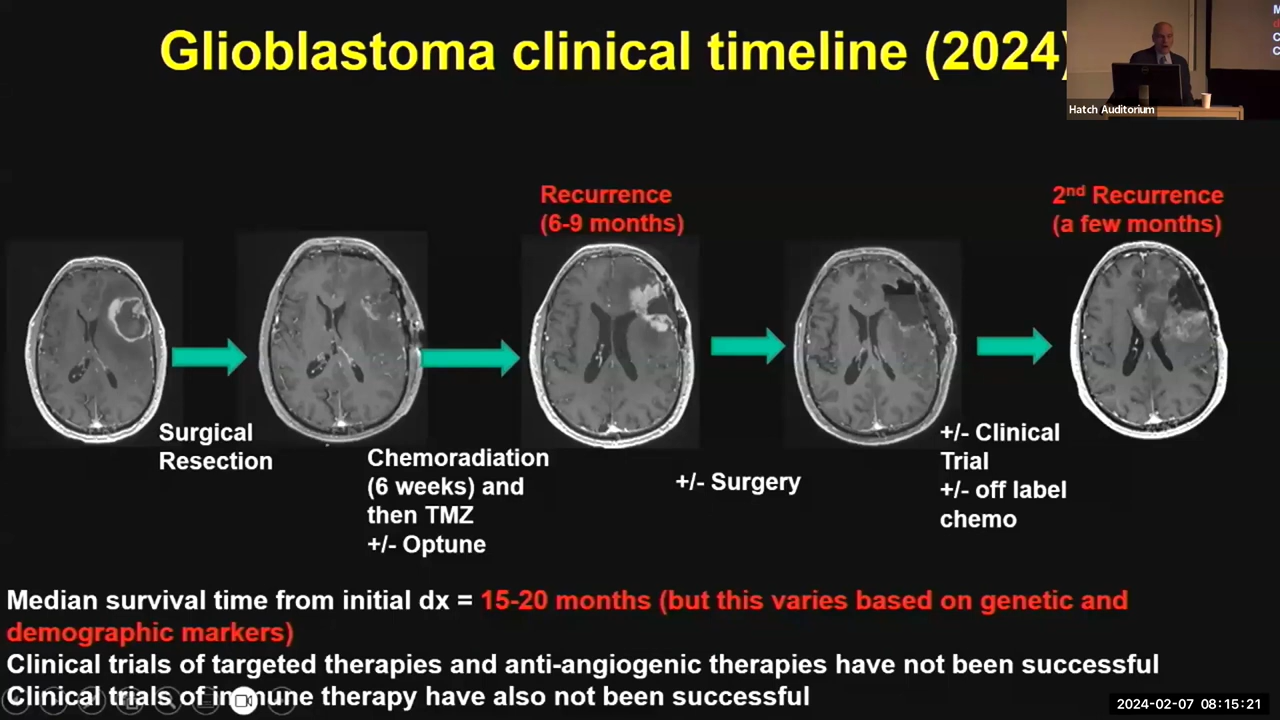 Glioblastoma clinical timeline (2024)
M
C
C
Hatch Auditorium
Recurrence
(6-9 months)
2nd Recurrence
(a few months)
Surgical
Resection
Chemoradiation
(6 weeks) and
then TMZ
+/- Optune
+/- Surgery
+/- Clinical
Trial
+/- off label
chemo
Median survival time from initial dx = 15-20 months (but this varies based on genetic and
demographic markers)
Clinical trials of targeted therapies and anti-angiogenic therapies have not been successful
Clinical trials of immune therapy have also not been successful
2024-02-07 08:15:21